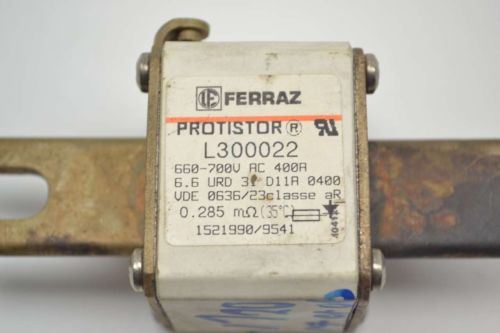 FERRAZ
PROTISTOR®
L300022
660-700V AC 400A
6.6 URD 31 D11A 0400
VDE 0636/23classe aR
0.285 mΩ(35°C)
1521990/9541